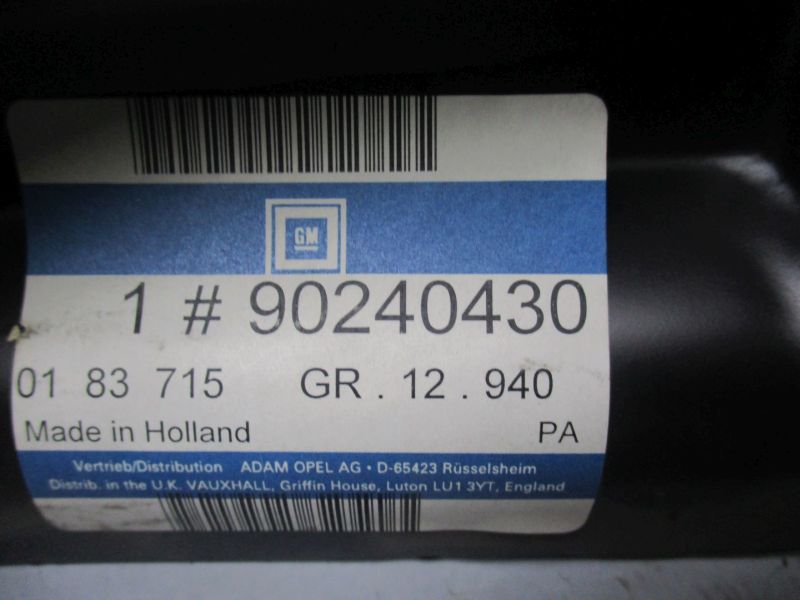 GM
1 # 90240430
01 83 715 GR . 12 . 940
Made in Holland PA
Vertrieb/Distribution ADAM OPEL AG • D-65423 Rüsselsheim
Distrib. in the U.K. VAUXHALL, Griffin House, Luton LU1 3YT, England